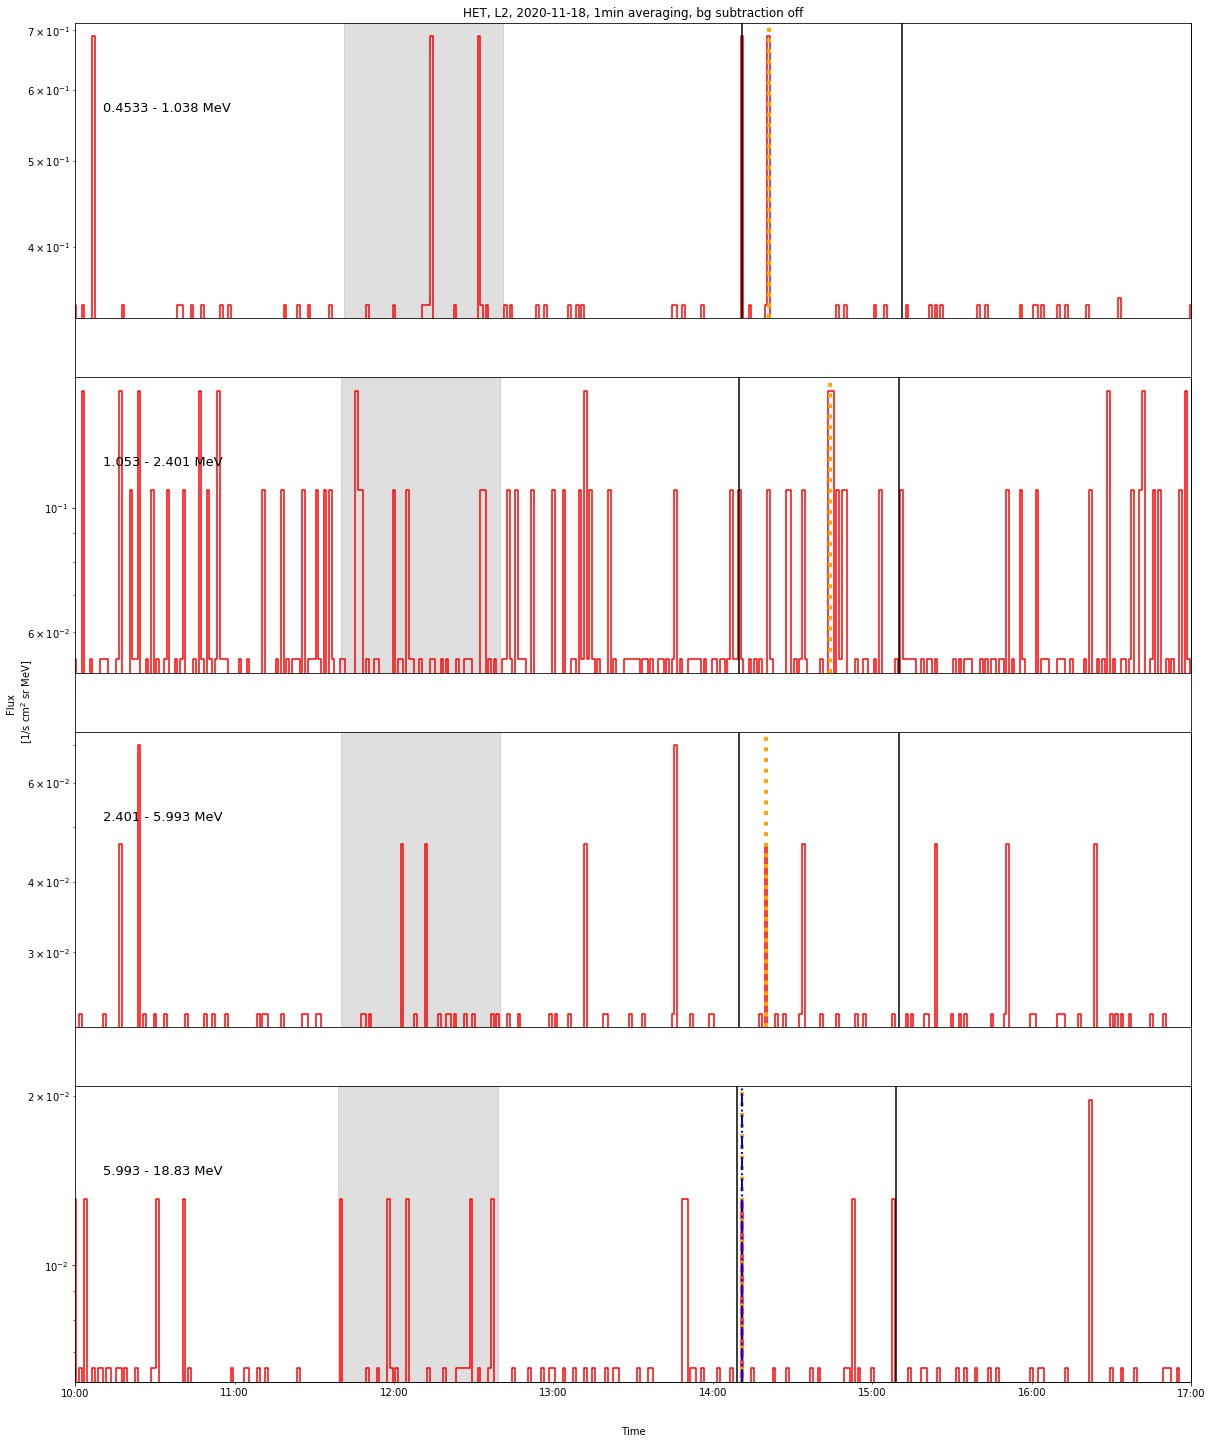 HET, L2, 2020-11-18, 1min averaging, bg subtraction off
7 × 10⁻¹
6 × 10⁻¹
0.4533 - 1.038 MeV
5 × 10⁻¹
4 × 10⁻¹
1.053 - 2.401 MeV
10⁻¹
6 × 10⁻²
Flux
[1/s cm² sr MeV]
6 × 10⁻²
2.401 - 5.993 MeV
4 × 10⁻²
3 × 10⁻²
2 × 10⁻²
5.993 - 18.83 MeV
10⁻²
10:00 11:00 12:00 13:00 14:00 15:00 16:00 17:00
Time